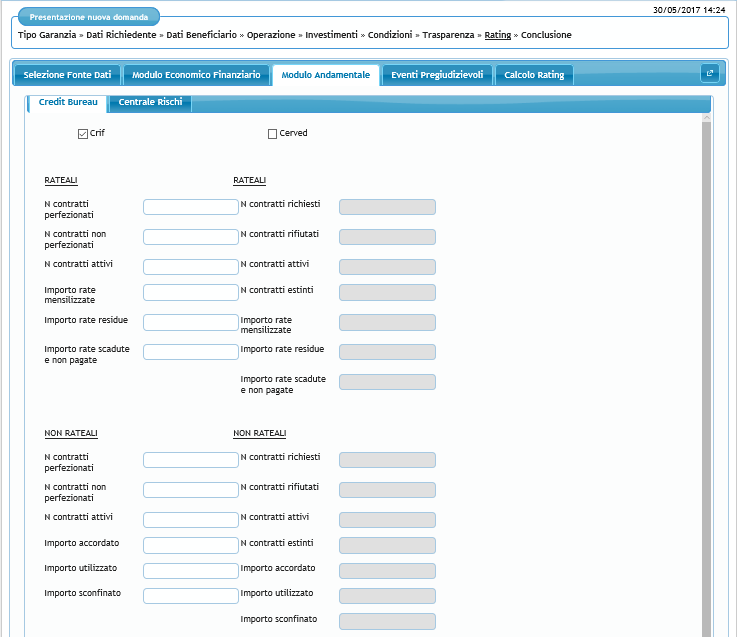 30/05/2017 14:24
Presentazione nuova domanda
Tipo Garanzia » Dati Richiedente » Dati Beneficiario » Operazione » Investimenti » Condizioni » Trasparenza » Rating » Conclusione
Selezione Fonte Dati Modulo Economico Finanziario Modulo Andamentale Eventi Pregiudizievoli Calcolo Rating
Credit Bureau Centrale Rischi
Crif Cerved
RATEALI RATEALI
N contratti perfezionati N contratti richiesti
N contratti non perfezionati N contratti rifiutati
N contratti attivi N contratti attivi
Importo rate mensilizzate N contratti estinti
Importo rate residue Importo rate mensilizzate
Importo rate scadute e non pagate Importo rate residue
Importo rate scadute e non pagate
NON RATEALI NON RATEALI
N contratti perfezionati N contratti richiesti
N contratti non perfezionati N contratti rifiutati
N contratti attivi N contratti attivi
Importo accordato N contratti estinti
Importo utilizzato Importo accordato
Importo sconfinato Importo utilizzato
Importo sconfinato